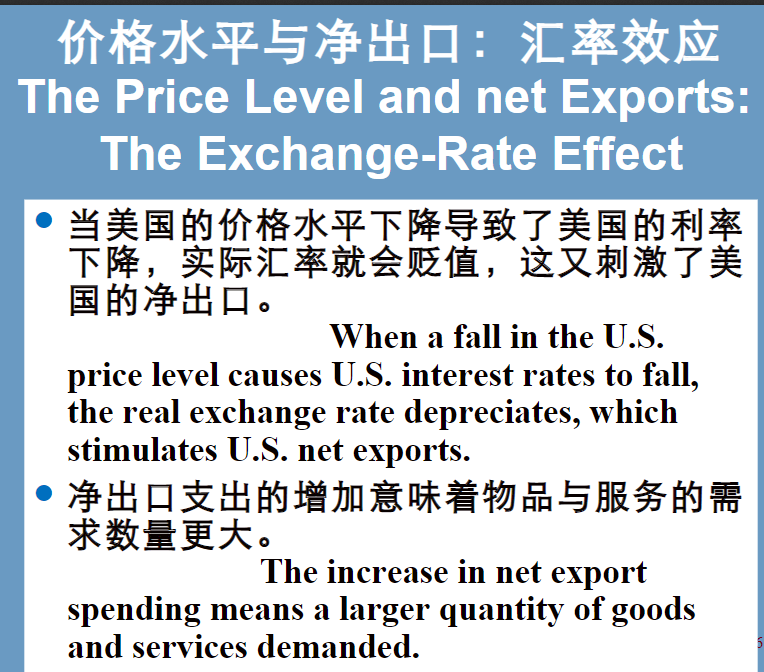 价格水平与净出口：汇率效应
The Price Level and net Exports:
The Exchange-Rate Effect
当美国的价格水平下降导致了美国的利率
下降，实际汇率就会贬值，这又刺激了美
国的净出口。
When a fall in the U.S.
price level causes U.S. interest rates to fall,
the real exchange rate depreciates, which
stimulates U.S. net exports.
净出口支出的增加意味着物品与服务的需
求数量更大。
The increase in net export
spending means a larger quantity of goods
and services demanded.